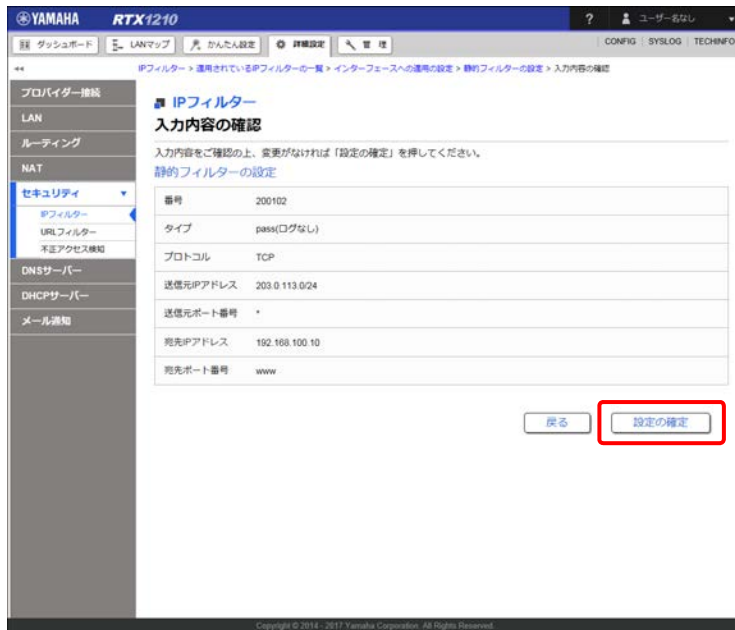 YAMAHA RTX1210 ? ユーザー名なし
ダッシュボード LANマップ かんたん設定 詳細設定 管理 CONFIG SYSLOG TECHINFO
IPフィルター > 適用されているIPフィルターの一覧 > インターフェースへの適用の設定 > 静的フィルターの設定 > 入力内容の確認
プロバイダー接続
LAN
ルーティング
NAT
セキュリティ
IPフィルター
URLフィルター
不正アクセス検知
DNSサーバー
DHCPサーバー
メール通知
IPフィルター
入力内容の確認
入力内容をご確認の上、変更がなければ「設定の確定」を押してください。
静的フィルターの設定
番号 200102
タイプ pass(ログなし)
プロトコル TCP
送信元IPアドレス 203.0.113.0/24
送信元ポート番号 *
宛先IPアドレス 192.168.100.10
宛先ポート番号 www
戻る 設定の確定
Copyright © 2014 - 2017 Yamaha Corporation. All Rights Reserved.